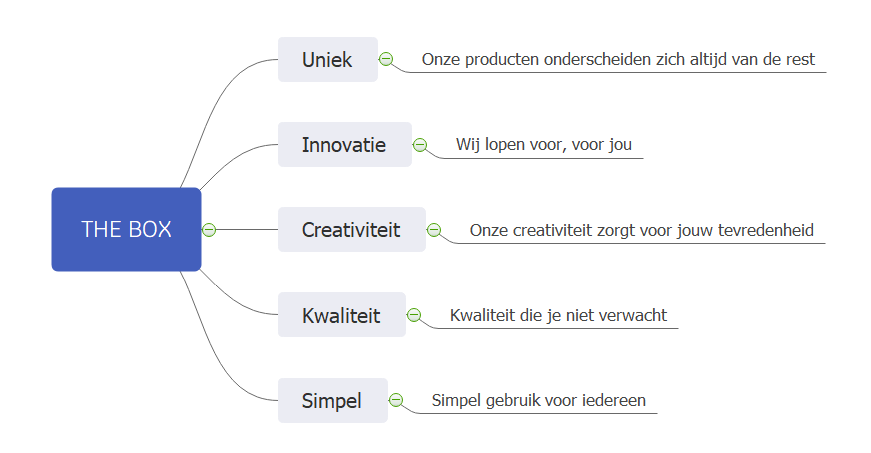 THE BOX
Uniek
Onze producten onderscheiden zich altijd van de rest
Innovatie
Wij lopen voor, voor jou
Creativiteit
Onze creativiteit zorgt voor jouw tevredenheid
Kwaliteit
Kwaliteit die je niet verwacht
Simpel
Simpel gebruik voor iedereen